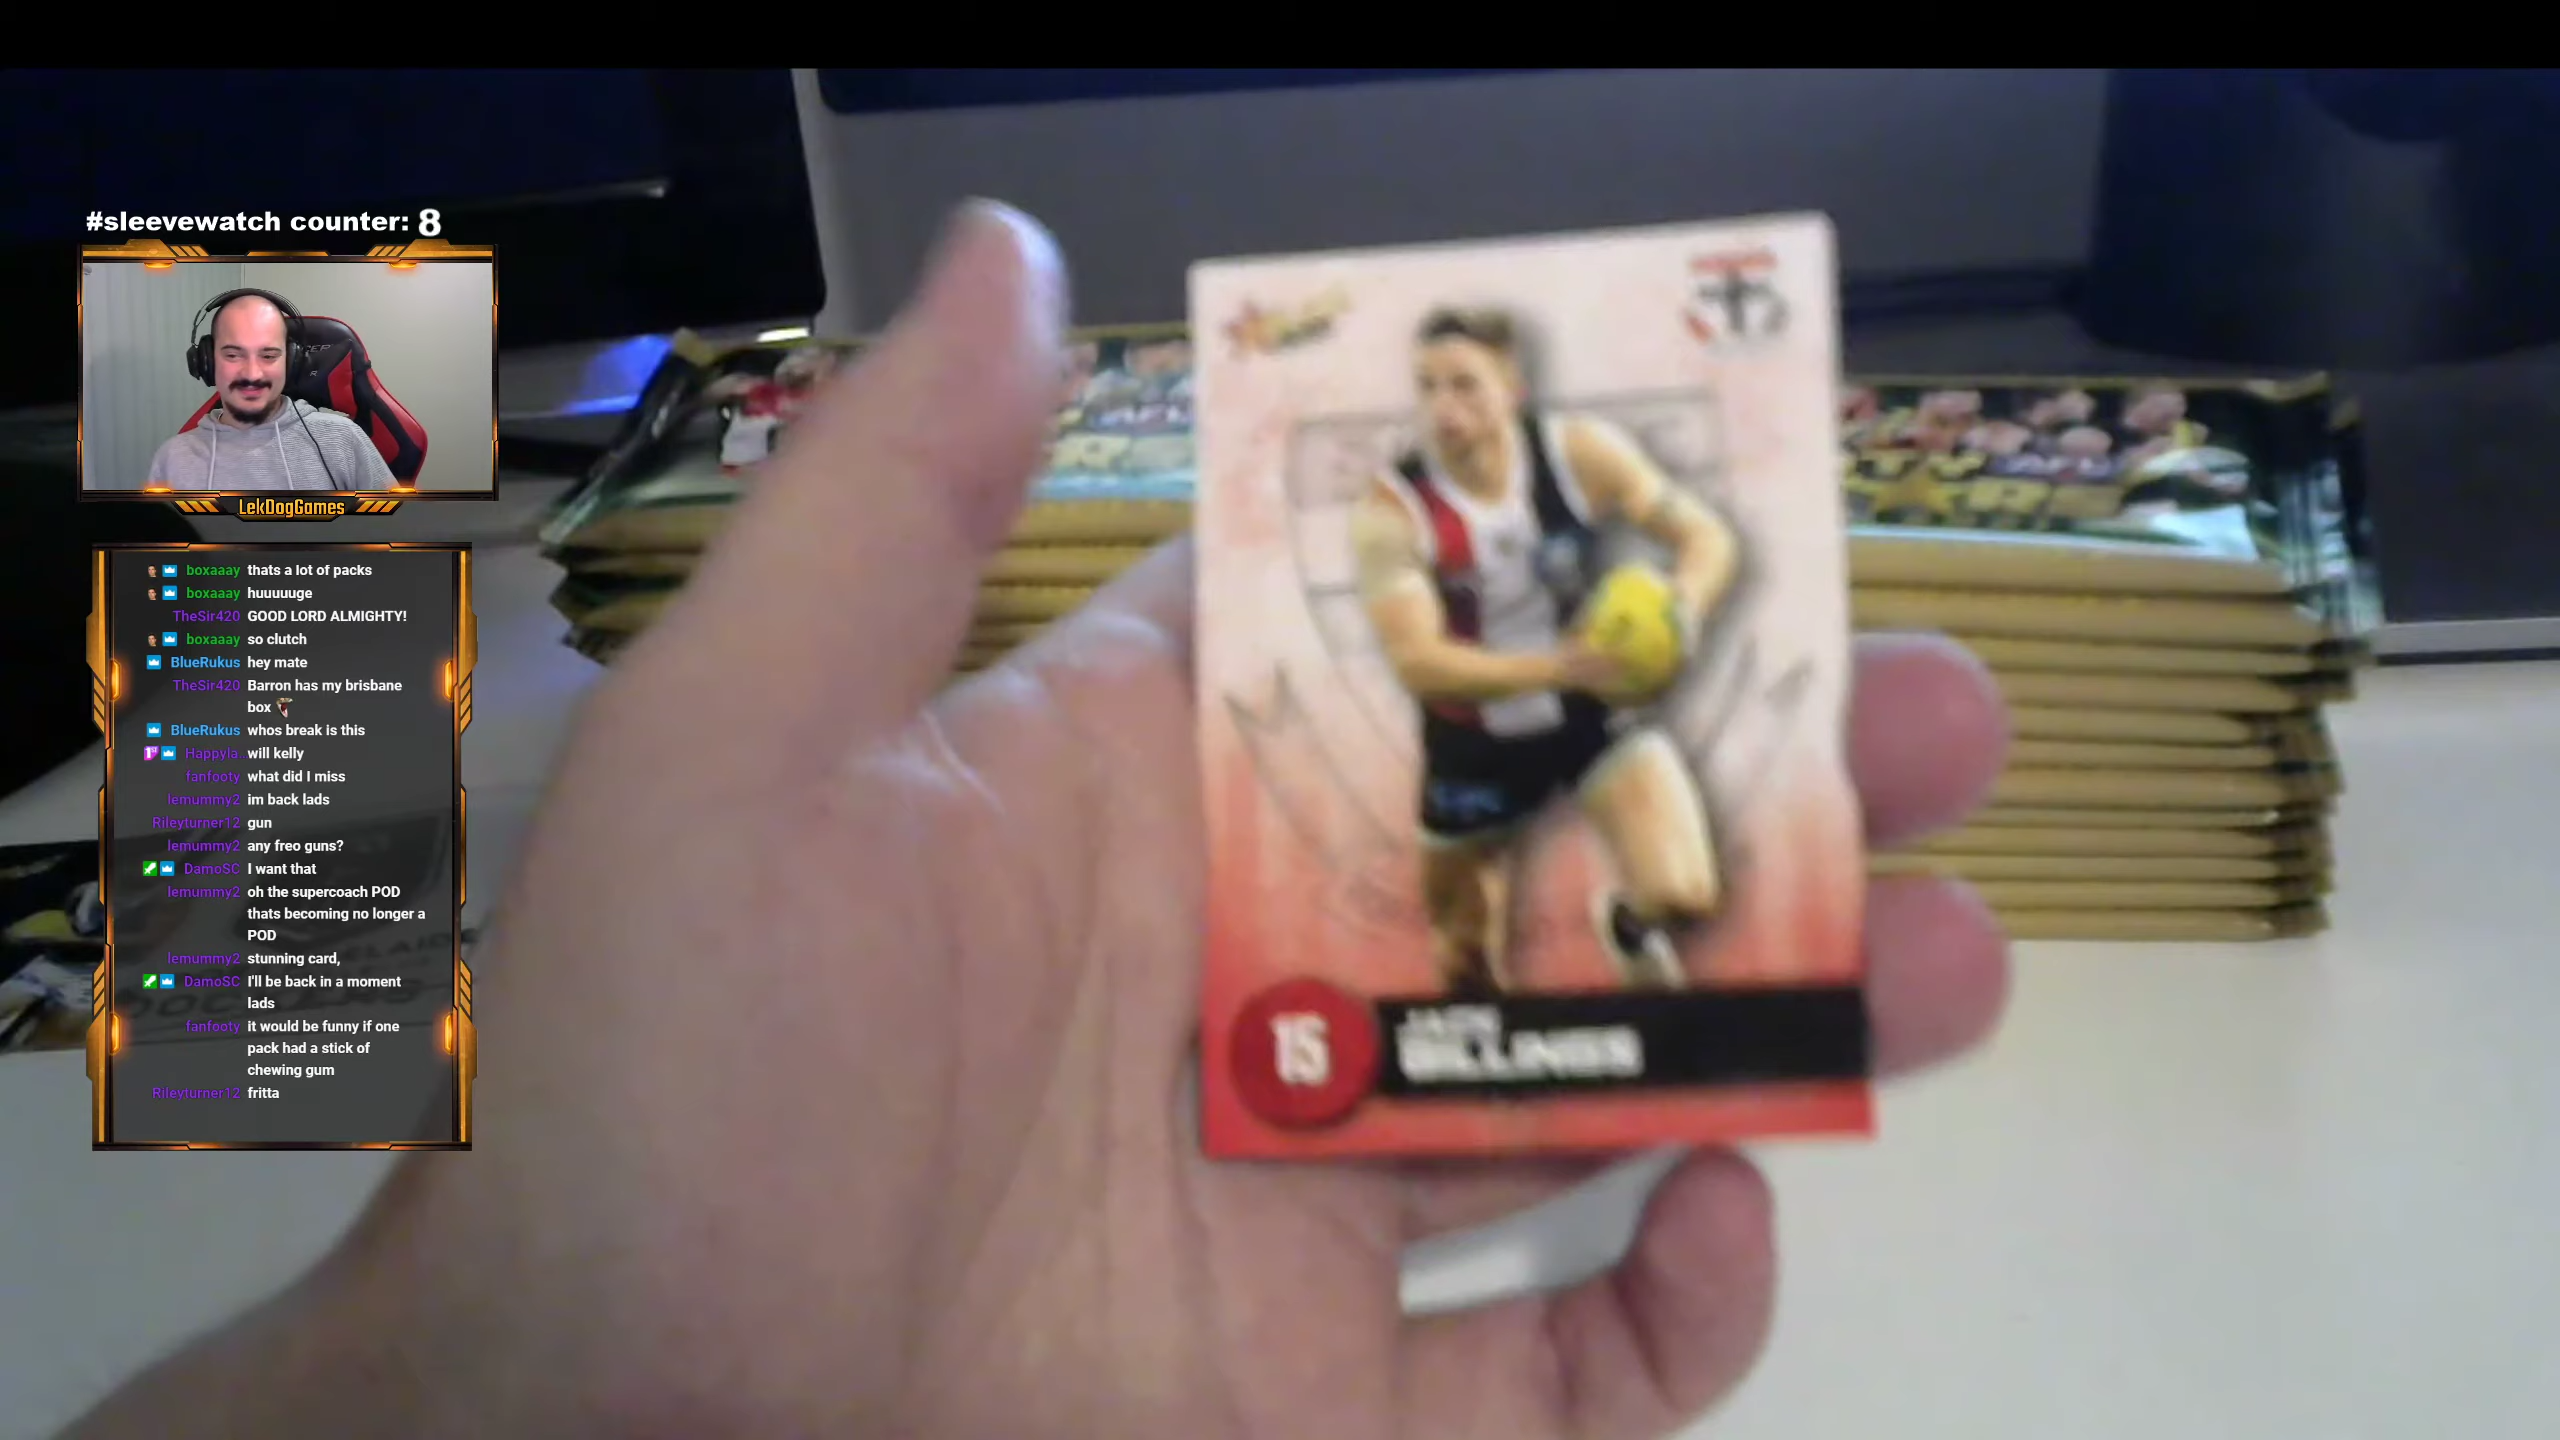 #sleevewatch counter: 8
LekDogGames
boxaaay thats a lot of packs
boxaaay huuuuuge
TheSir420 GOOD LORD ALMIGHTY!
boxaaay so clutch
BlueRukus hey mate
TheSir420 Barron has my brisbane
box
BlueRukus whos break is this
Happyla... will kelly
fanfooty what did I miss
lemummy2 im back lads
Rileyturner12 gun
lemummy2 any freo guns?
DamoSC I want that
lemummy2 oh the supercoach POD
thats becoming no longer a
POD
lemummy2 stunning card,
DamoSC I'll be back in a moment
lads
fanfooty it would be funny if one
pack had a stick of
chewing gum
Rileyturner12 fritta
15
JACK
BILLINGS